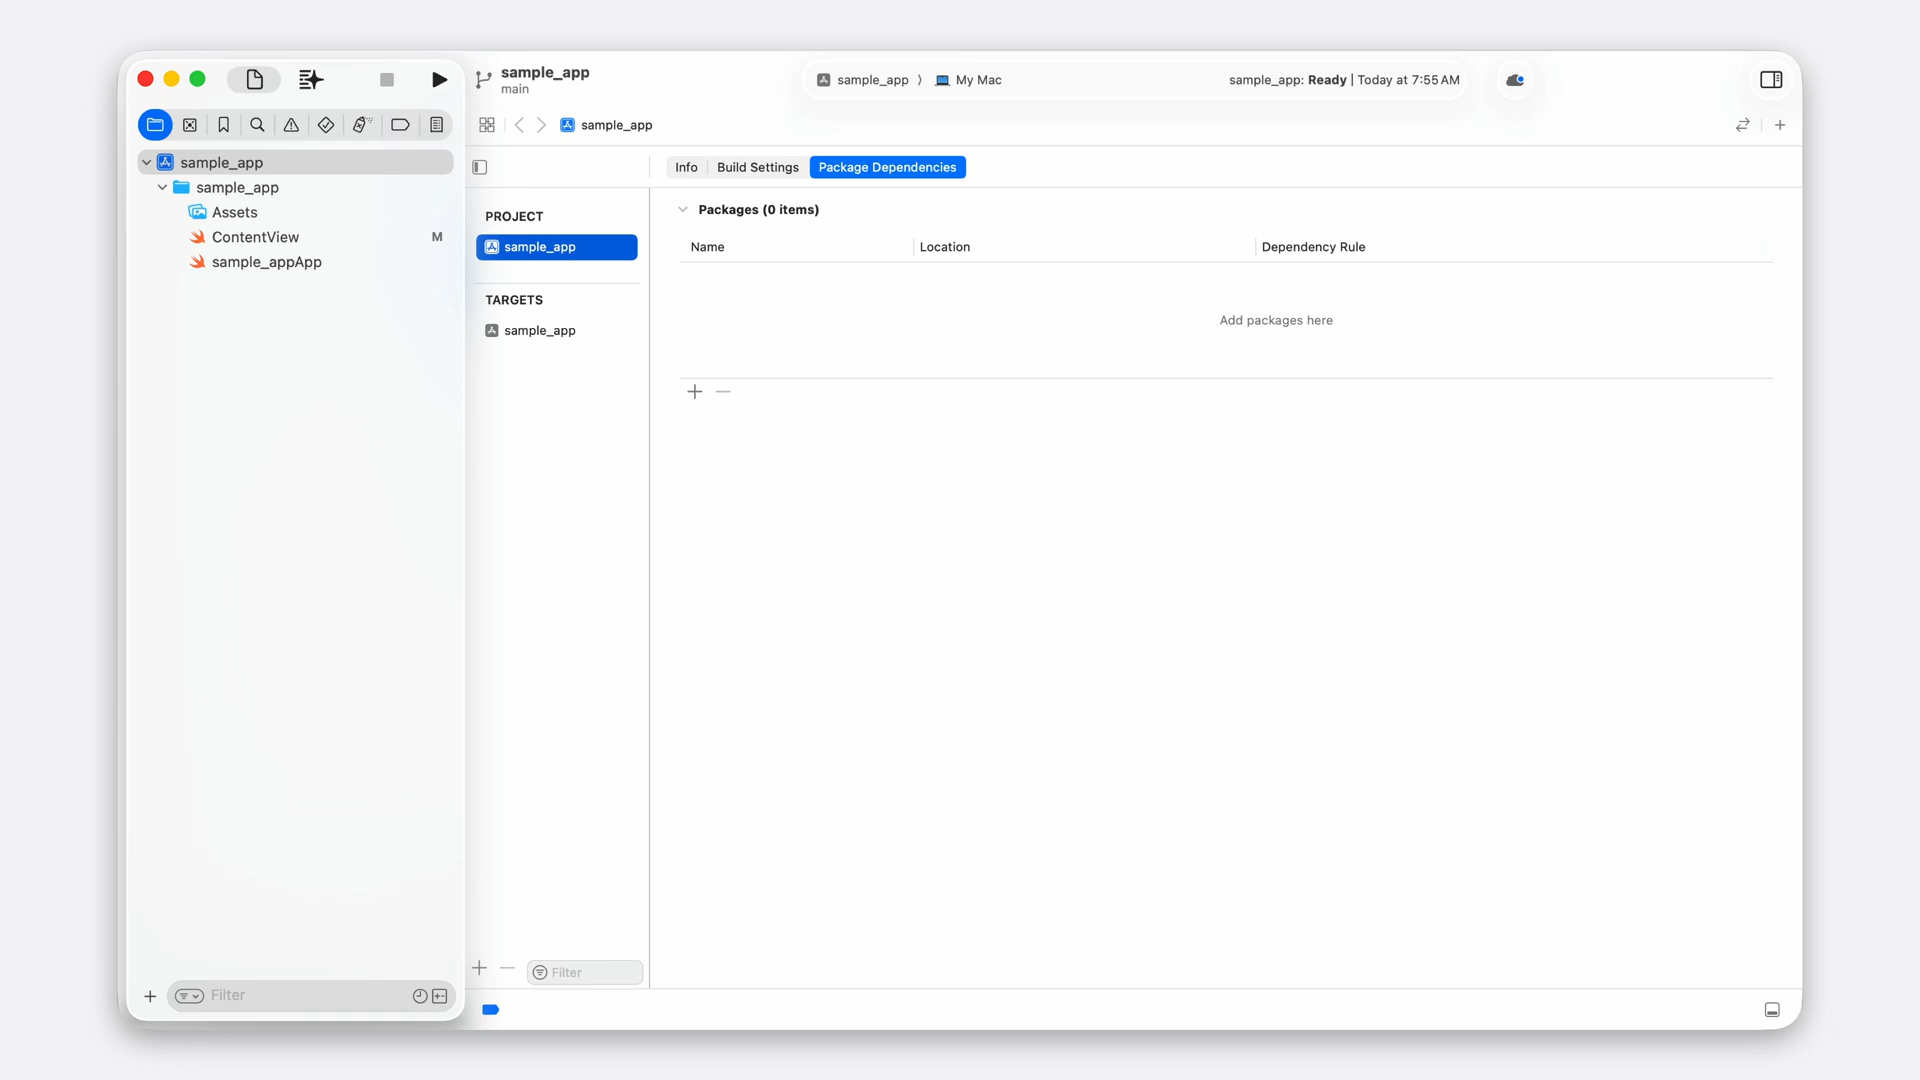 sample_app
main
sample_app
My Mac
sample_app: Ready | Today at 7:55 AM
sample_app
sample_app
sample_app
Assets
ContentView M
sample_appApp
Filter
Info
Build Settings
Package Dependencies
PROJECT
sample_app
TARGETS
sample_app
Filter
Packages (0 items)
Name
Location
Dependency Rule
Add packages here